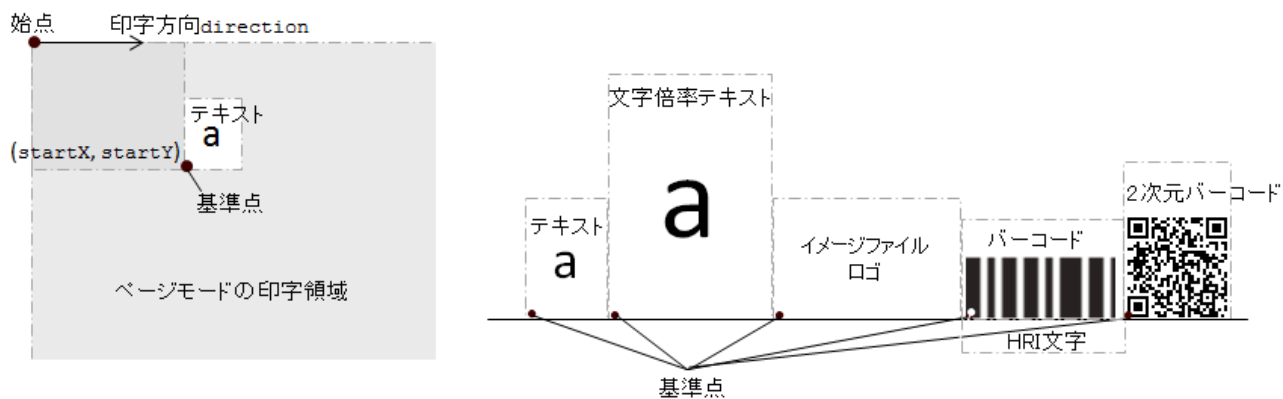 始点
印字方向direction
テキスト
a
(startX, startY)
基準点
ページモードの印字領域
文字倍率テキスト
a
テキスト
a
イメージファイル
ロゴ
バーコード
2次元バーコード
HRI文字
基準点